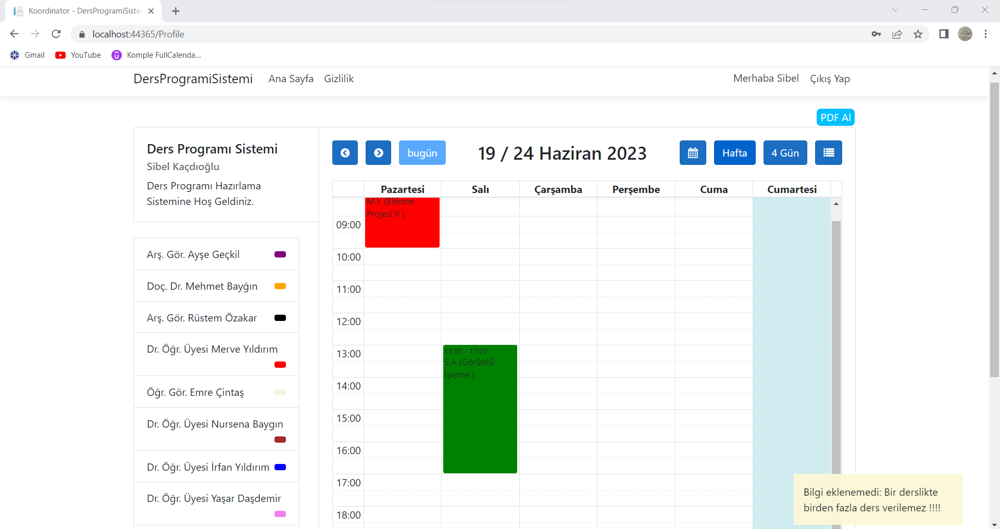 Koordinator - DersProgramiSister
localhost:44365/Profile
Gmail YouTube Komple FullCalenda...
DersProgramiSistemi Ana Sayfa Gizlilik Merhaba Sibel Çıkış Yap
PDF Al
Ders Programı Sistemi
Sibel Kaçdıoğlu
Ders Programı Hazırlama
Sistemine Hoş Geldiniz.
Arş. Gör. Ayşe Geçkil
Doç. Dr. Mehmet Bayğın
Arş. Gör. Rüstem Özakar
Dr. Öğr. Üyesi Merve Yıldırım
Öğr. Gör. Emre Çintaş
Dr. Öğr. Üyesi Nursena Baygın
Dr. Öğr. Üyesi İrfan Yıldırım
Dr. Öğr. Üyesi Yaşar Daşdemir
bugün 19 / 24 Haziran 2023 Hafta 4 Gün
Pazartesi Salı Çarşamba Perşembe Cuma Cumartesi
M.Y (Bitirme
Projesi II )
09:00
10:00
11:00
12:00
13:00
13:00 - 17:00
S.A (Görüntü
İşleme )
14:00
15:00
16:00
17:00
18:00
Bilgi eklenemedi: Bir derslikte
birden fazla ders verilemez !!!!